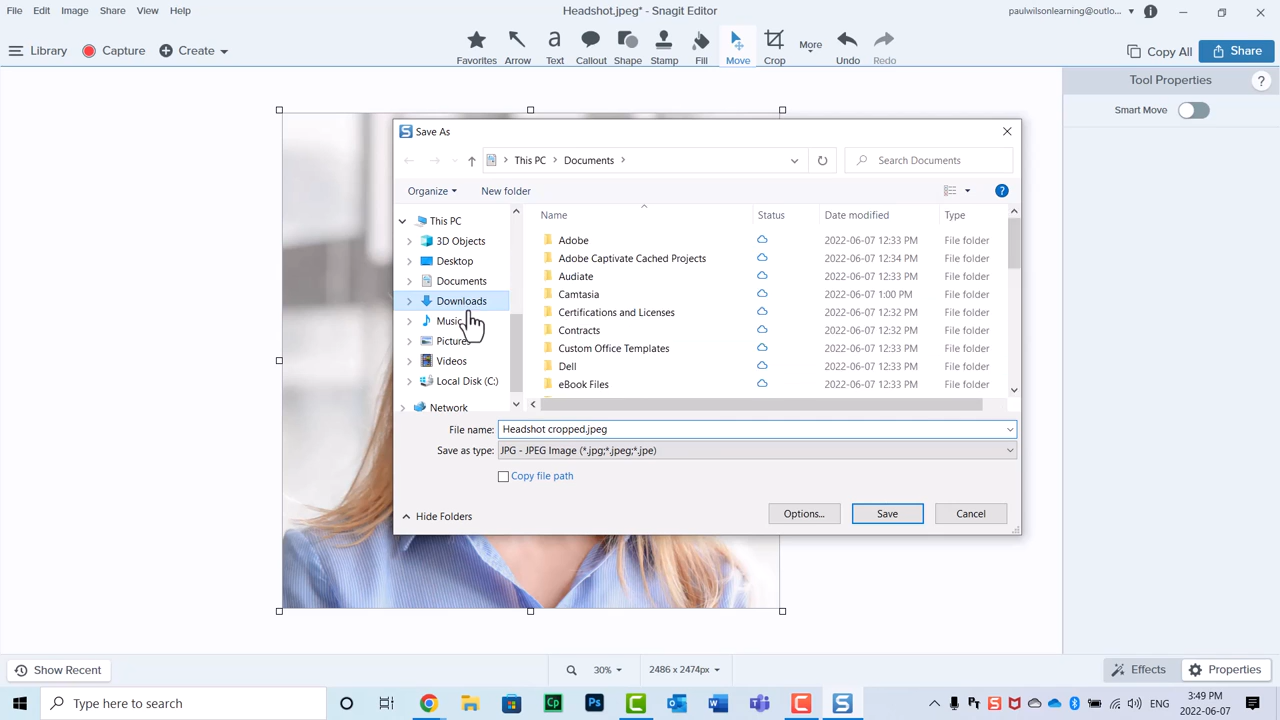 File Edit Image Share View Help Headshot.jpeg* - Snagit Editor paulwilsonlearning@outlo...
Library Capture Create Favorites Arrow Text Callout Shape Stamp Fill Move Crop More Undo Redo Copy All Share
Tool Properties ?
Smart Move
S Save As
This PC Documents Search Documents
Organize New folder ?
This PC Name Status Date modified Type
3D Objects Adobe 2022-06-07 12:33 PM File folder
Desktop Adobe Captivate Cached Projects 2022-06-07 12:34 PM File folder
Documents Audiate 2022-06-07 12:33 PM File folder
Downloads Camtasia 2022-06-07 1:00 PM File folder
Music Certifications and Licenses 2022-06-07 12:33 PM File folder
Pictures Contracts 2022-06-07 12:32 PM File folder
Videos Custom Office Templates 2022-06-07 12:33 PM File folder
Local Disk (C:) Dell 2022-06-07 12:33 PM File folder
Network eBook Files 2022-06-07 12:33 PM File folder
File name: Headshot cropped.jpeg
Save as type: JPG - JPEG Image (*.jpg;*.jpeg;*.jpe)
Copy file path
Hide Folders Options... Save Cancel
Show Recent 30% 2486 x 2474px Effects Properties
Type here to search Cp Ps ENG 3:49 PM
2022-06-07